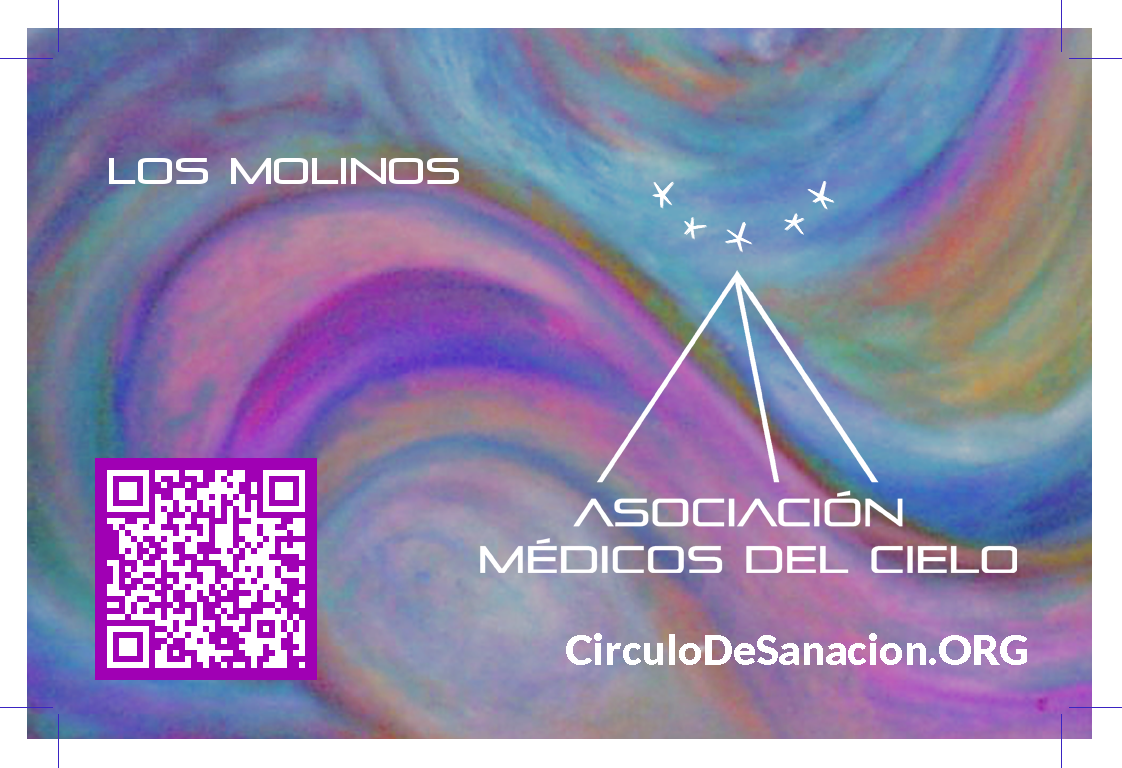 LOS MOLINOS
ASOCIACIÓN
MÉDICOS DEL CIELO
CirculoDeSanacion.ORG